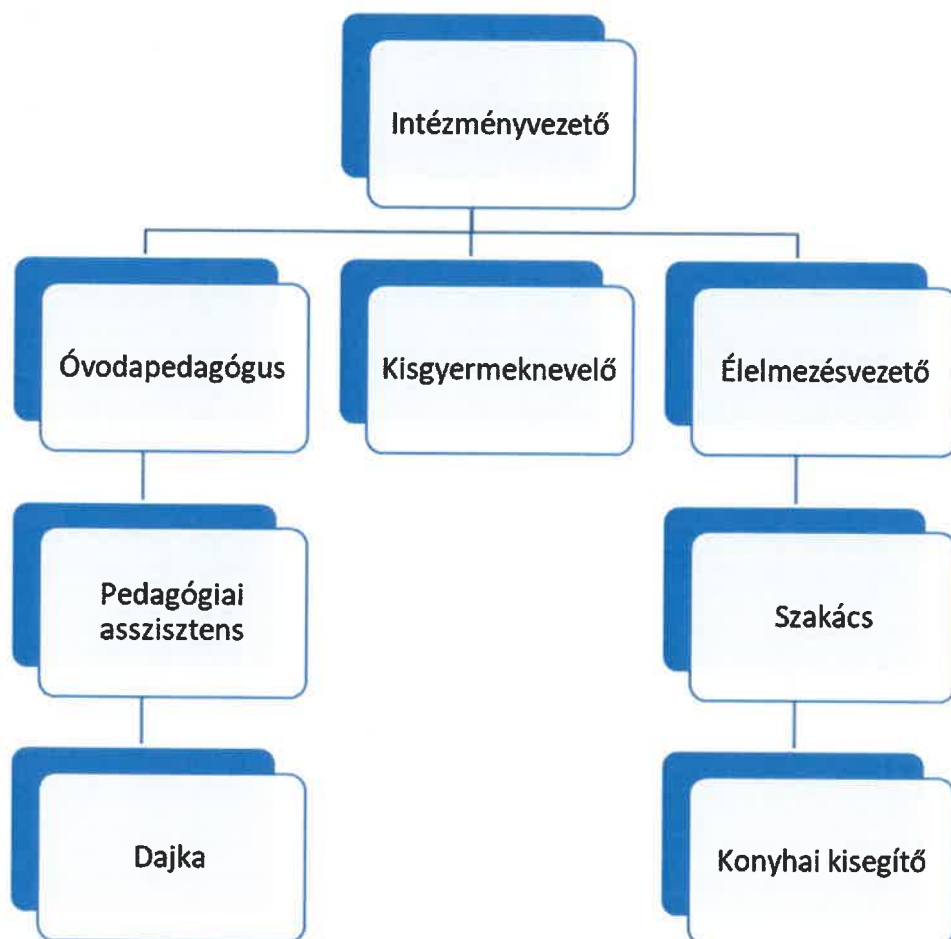 Intézményvezető
Óvodapedagógus
Kisgyermeknevelő
Élelmezésvezető
Pedagógiai
asszisztens
Szakács
Dajka
Konyhai kisegítő